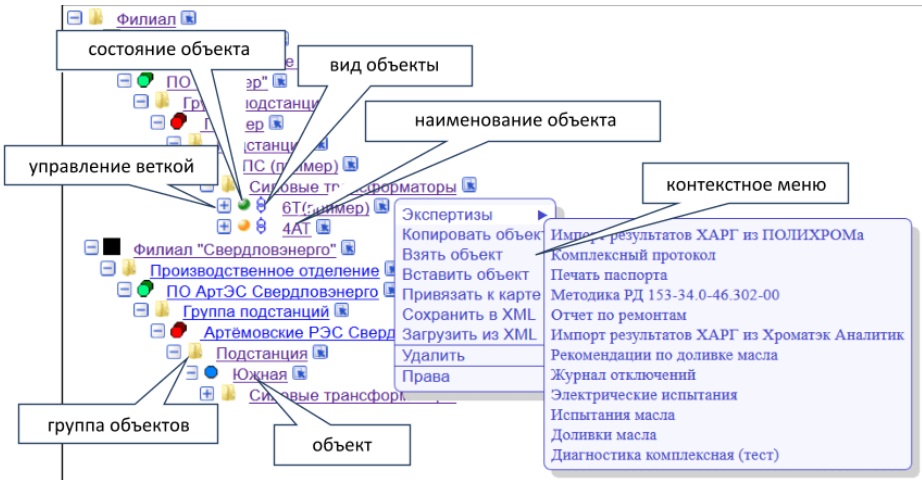 Филиал
состояние объекта
вид объекты
ПО
эр"
подстанци
наименование объекта
дстанция
управление веткой
ПС (пример)
Силовые трансформаторы
контекстное меню
6Т(пример)
4АТ
Экспертизы
Копировать объект
Взять объект
Вставить объект
Привязать к карте
Сохранить в XML
Загрузить из XML
Удалить
Права
Импорт результатов ХАРГ из ПОЛИХРОМа
Комплексный протокол
Печать паспорта
Методика РД 153-34.0-46.302-00
Отчет по ремонтам
Импорт результатов ХАРГ из Хроматэк Аналитик
Рекомендации по доливке масла
Журнал отключений
Электрические испытания
Испытания масла
Доливки масла
Диагностика комплексная (тест)
Филиал "Свердловэнерго"
Производственное отделение
ПО АртЭС Свердловэнерго
Группа подстанций
Артёмовские РЭС Сверд
Подстанция
Южная
Силовые трансфор
группа объектов
объект